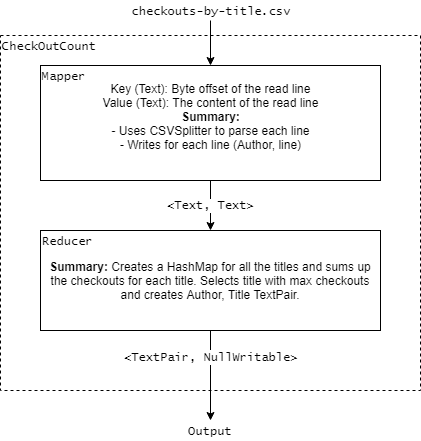 checkouts-by-title.csv
CheckOutCount
Mapper
Key (Text): Byte offset of the read line
Value (Text): The content of the read line
Summary:
- Uses CSVSplitter to parse each line
- Writes for each line (Author, line)
<Text, Text>
Reducer
Summary: Creates a HashMap for all the titles and sums up
the checkouts for each title. Selects title with max checkouts
and creates Author, Title TextPair.
<TextPair, NullWritable>
Output